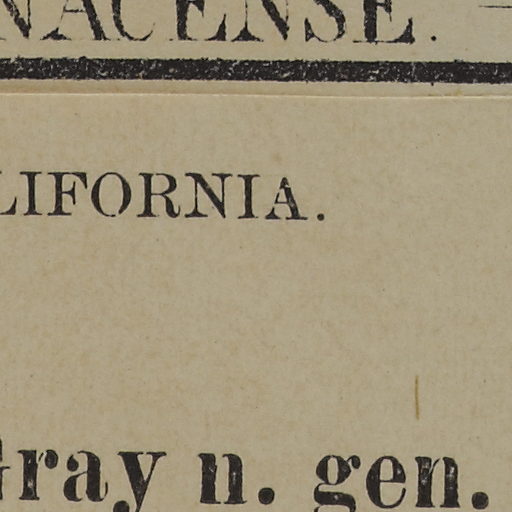 NACENSE.
LIFORNIA.
Gray n. gen.